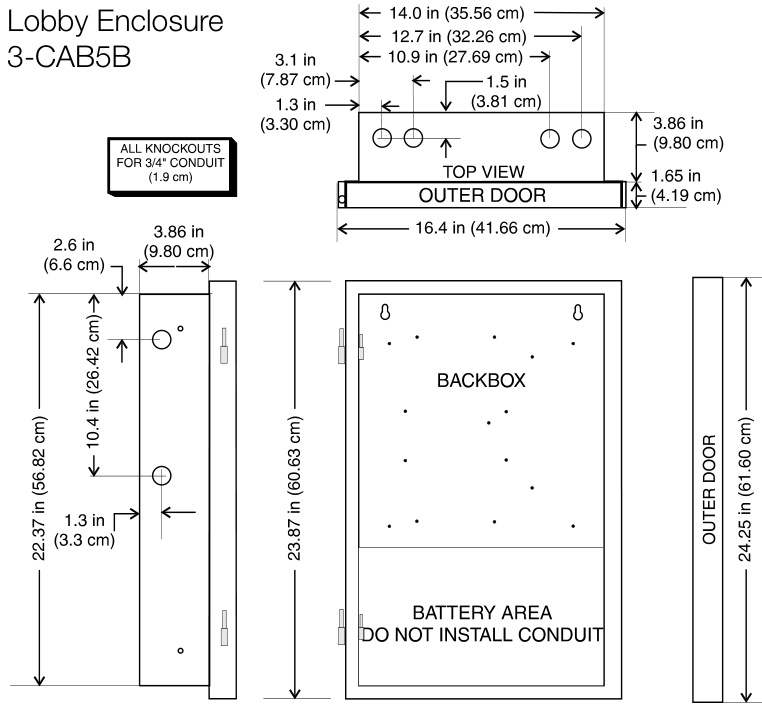 Lobby Enclosure
3-CAB5B
14.0 in (35.56 cm)
12.7 in (32.26 cm)
10.9 in (27.69 cm)
3.1 in
(7.87 cm)
1.5 in
(3.81 cm)
1.3 in
(3.30 cm)
3.86 in
(9.80 cm)
TOP VIEW
1.65 in
(4.19 cm)
OUTER DOOR
16.4 in (41.66 cm)
ALL KNOCKOUTS
FOR 3/4" CONDUIT
(1.9 cm)
3.86 in
(9.80 cm)
2.6 in
(6.6 cm)
10.4 in (26.42 cm)
22.37 in (56.82 cm)
1.3 in
(3.3 cm)
23.87 in (60.63 cm)
BACKBOX
BATTERY AREA
DO NOT INSTALL CONDUIT
OUTER DOOR
24.25 in (61.60 cm)